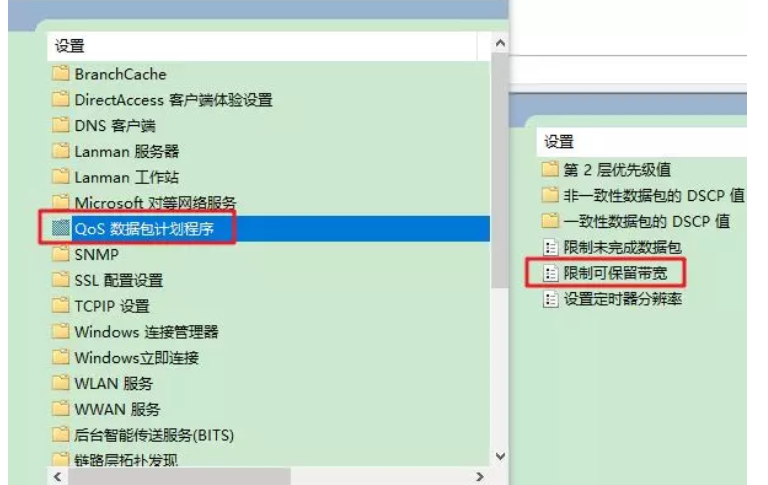 设置
BranchCache
DirectAccess 客户端体验设置
DNS 客户端
Lanman 服务器
Lanman 工作站
Microsoft 对等网络服务
QoS 数据包计划程序
SNMP
SSL 配置设置
TCPIP 设置
Windows 连接管理器
Windows立即连接
WLAN 服务
WWAN 服务
后台智能传送服务(BITS)
链路层拓扑发现
设置
第 2 层优先级值
非一致性数据包的 DSCP 值
一致性数据包的 DSCP 值
限制未完成数据包
限制可保留带宽
设置定时器分辨率